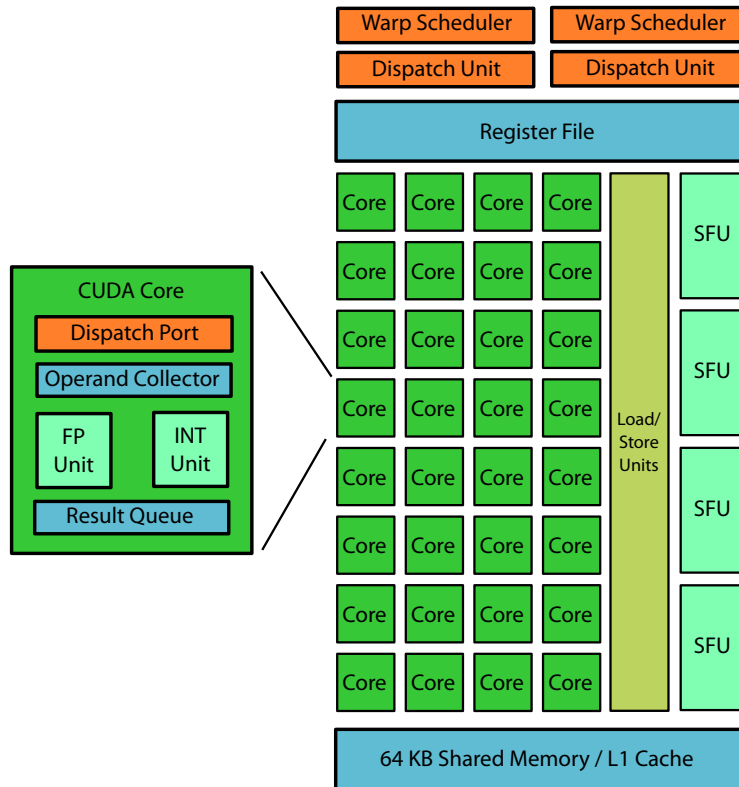 Warp Scheduler Warp Scheduler
Dispatch Unit Dispatch Unit
Register File
Core Core Core Core
SFU
Core Core Core Core
Core Core Core Core
SFU
Core Core Core Core
Load/
Store
Units
Core Core Core Core
SFU
Core Core Core Core
Core Core Core Core
SFU
Core Core Core Core
64 KB Shared Memory / L1 Cache
CUDA Core
Dispatch Port
Operand Collector
FP
Unit
INT
Unit
Result Queue